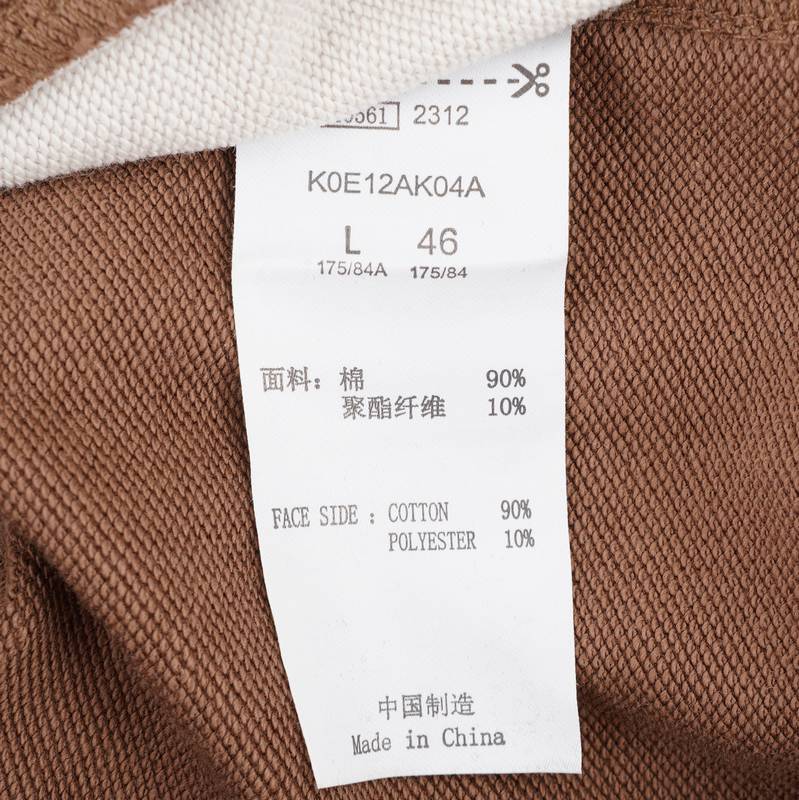 2312
K0E12AK04A
L 46
175/84A 175/84
面料：棉 90%
聚酯纤维 10%
FACE SIDE : COTTON 90%
POLYESTER 10%
中国制造
Made in China